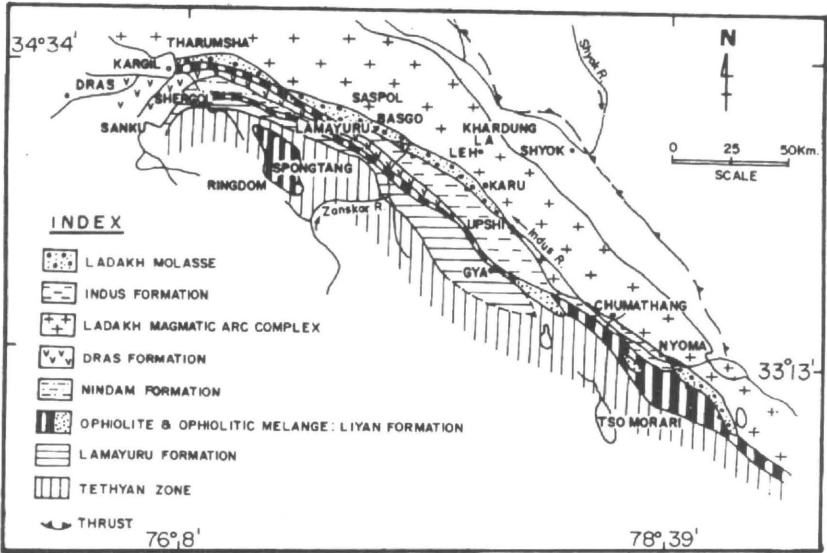 34°34'
THARUMSHA
KARGIL
DRAS
SHERGOL
SANKU
LAMAYURU
SASPOL
BASGO
LEH
KARU
KHARDUNG
LA
SHYOK
Shyok R.
N
0 25 50Km.
SCALE
SPONGTANG
RINGDOM
Zanskar R.
UPSHI
Indus R.
GYA
CHUMATHANG
NYOMA
33°13'
TSO MORARI
INDEX
LADAKH MOLASSE
INDUS FORMATION
LADAKH MAGMATIC ARC COMPLEX
DRAS FORMATION
NINDAM FORMATION
OPHIOLITE & OPHIOLITIC MELANGE: LIYAN FORMATION
LAMAYURU FORMATION
TETHYAN ZONE
THRUST
76°,8'
78°,39'